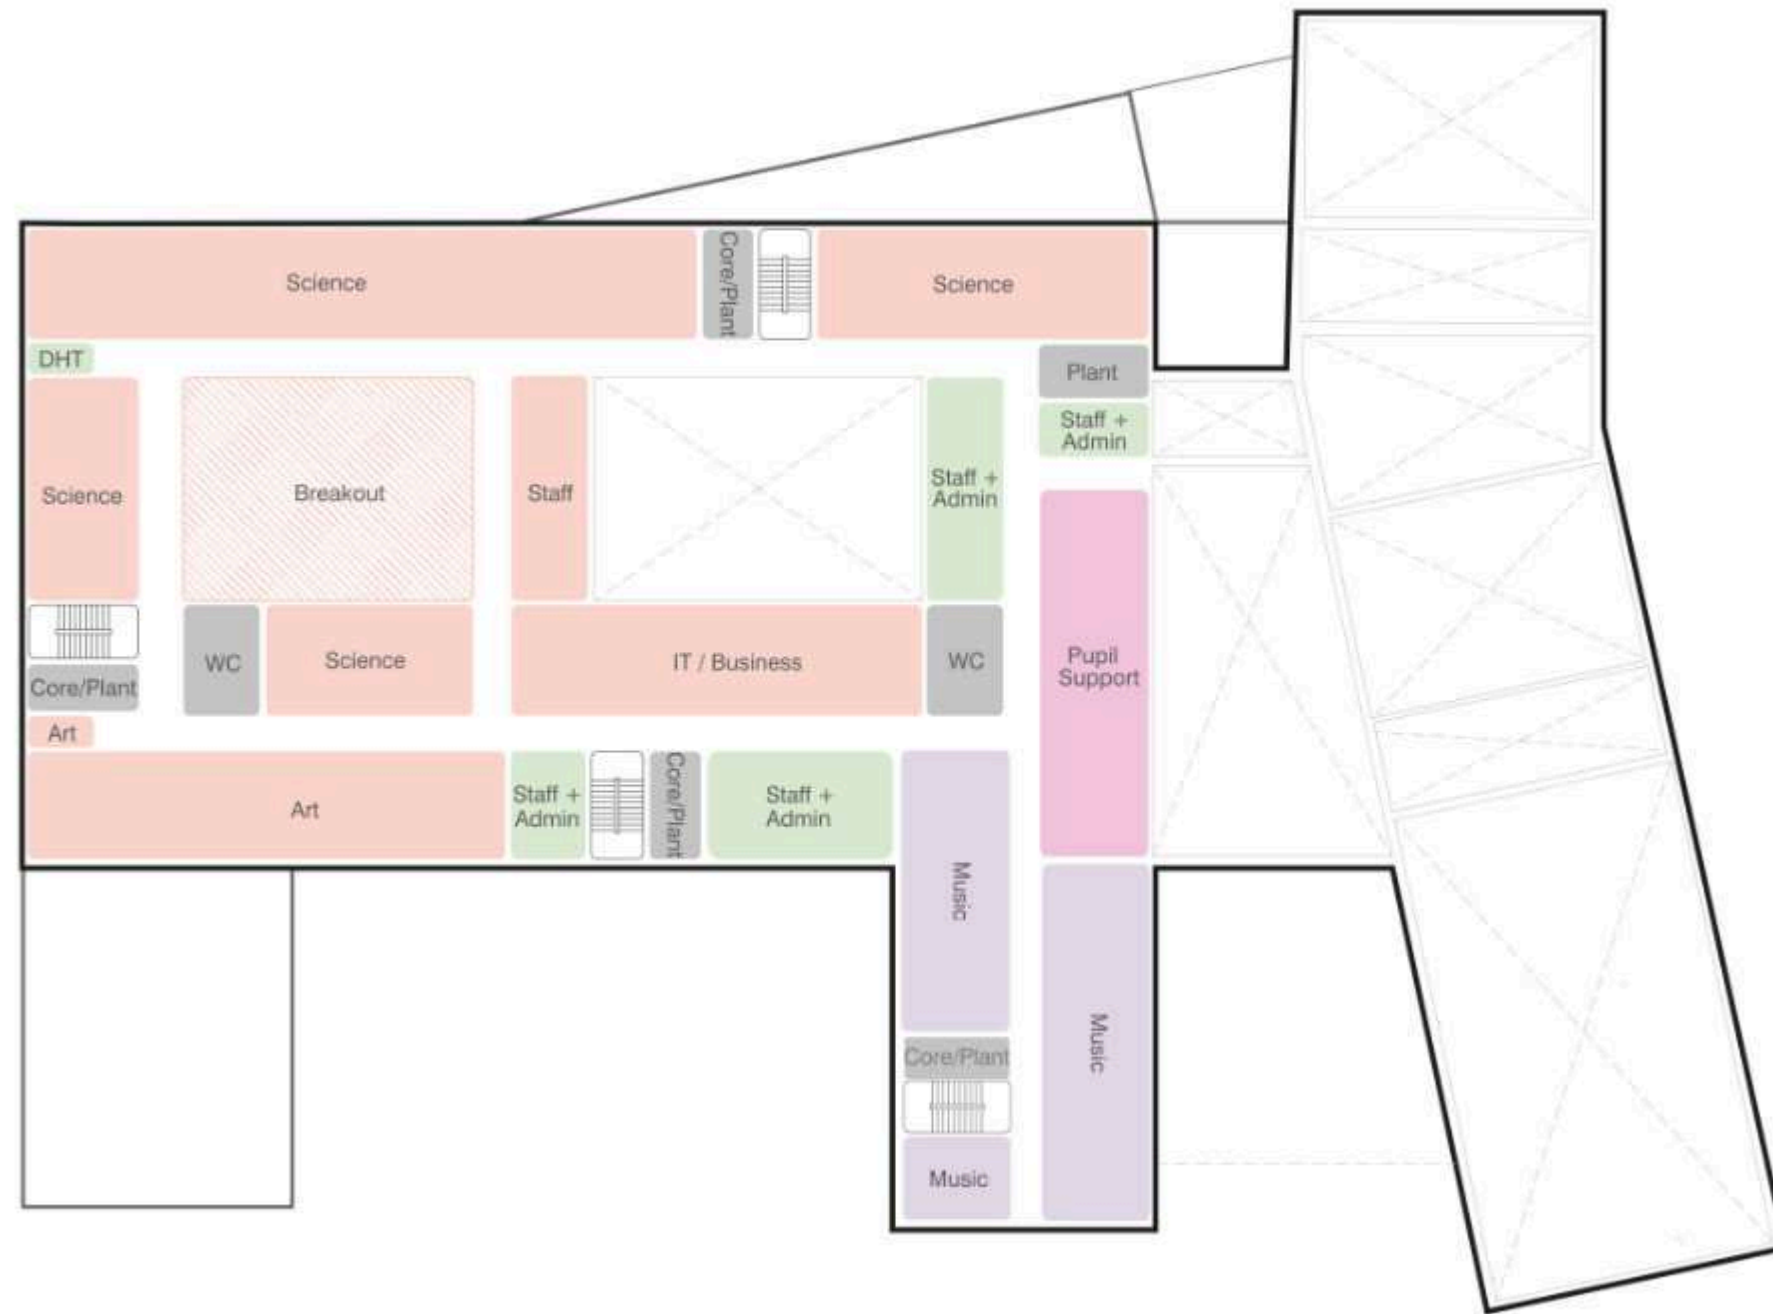 Science
Core/Plant
Science
DHT
Plant
Staff +
Admin
Science
Breakout
Staff
Staff +
Admin
WC
Science
IT / Business
WC
Pupil
Support
Core/Plant
Art
Art
Staff +
Admin
Core/Plant
Staff +
Admin
Music
Music
Core/Plant
Music